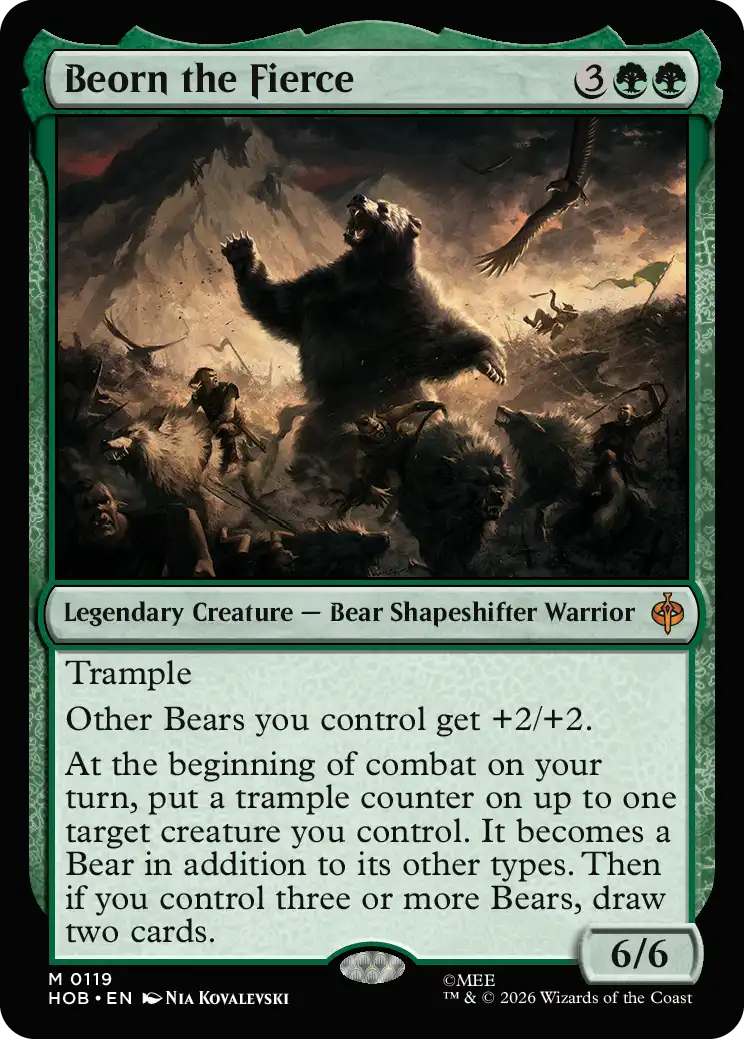 Beorn the Fierce 3
Legendary Creature — Bear Shapeshifter Warrior
Trample
Other Bears you control get +2/+2.
At the beginning of combat on your
turn, put a trample counter on up to one
target creature you control. It becomes a
Bear in addition to its other types. Then
if you control three or more Bears, draw
two cards.
6/6
M 0119
HOB • EN Nia Kovalevski
©MEE
™ & © 2026 Wizards of the Coast